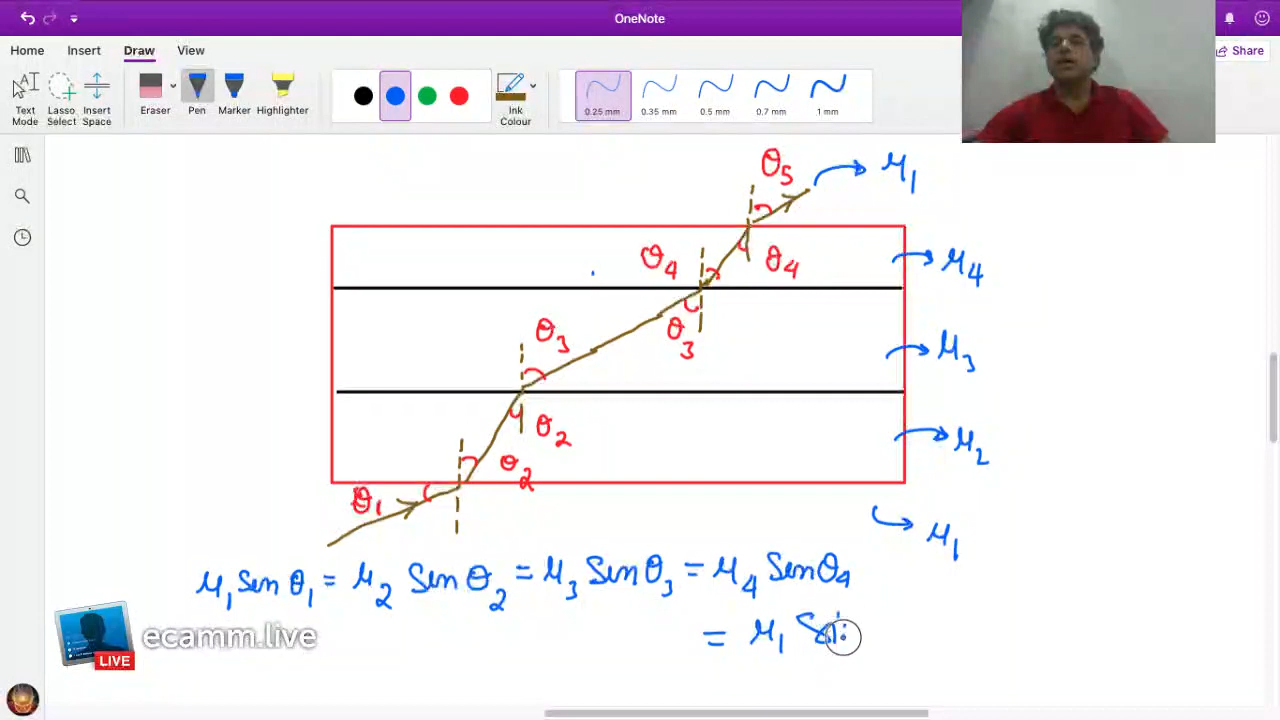 OneNote
Home Insert Draw View
Share
Text Mode
Lasso Select
Insert Space
Eraser
Pen
Marker
Highlighter
Ink Colour
0.25 mm
0.35 mm
0.5 mm
0.7 mm
1 mm
θ5
μ1
θ4
θ4
μ4
θ3
θ3
μ3
θ2
θ2
μ2
θ1
μ1
μ1 Sin θ1 = μ2 Sin θ2 = μ3 Sin θ3 = μ4 Sin θ4
= μ1 Si
ecamm.live
LIVE